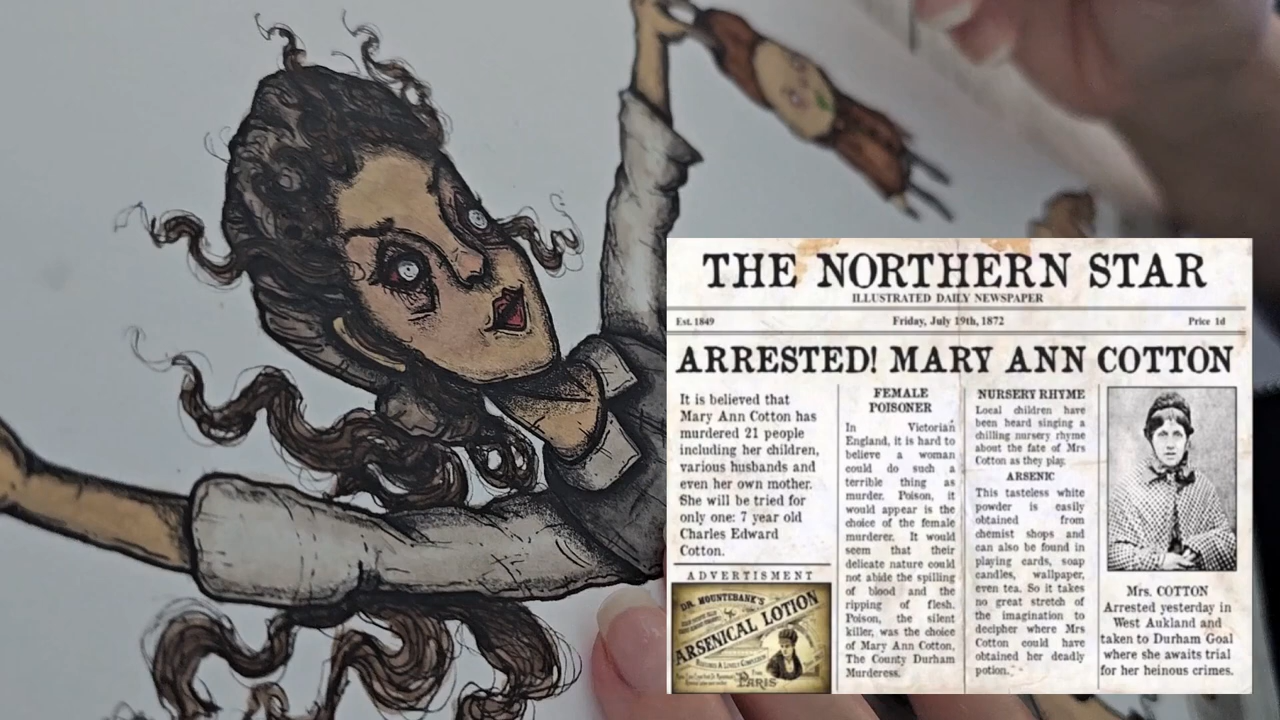 THE NORTHERN STAR
ILLUSTRATED DAILY NEWSPAPER
Est. 1849
Friday, July 19th, 1872
Price 1d
ARRESTED! MARY ANN COTTON
It is believed that
Mary Ann Cotton has
murdered 21 people
including her children,
various husbands and
even her own mother.
She will be tried for
only one: 7 year old
Charles Edward
Cotton.
ADVERTISMENT
DR. MOUNTEBANK'S
ARSENICAL LOTION
PARIS
FEMALE
POISONER
In Victorian
England, it is hard to
believe a woman
could do such a
terrible thing as
murder. Poison, it
would appear is the
choice of the female
murderer. It would
seem that their
delicate nature could
not abide the spilling
of blood and the
ripping of flesh.
Poison, the silent
killer, was the choice
of Mary Ann Cotton,
The County Durham
Murderess.
NURSERY RHYME
Local children have
been heard singing a
chilling nursery rhyme
about the fate of Mrs
Cotton as they play.
ARSENIC
This tasteless white
powder is easily
obtained from
chemist shops and
can also be found in
playing cards, soap
candles, wallpaper,
even tea. So it takes
no great stretch of
the imagination to
decipher where Mrs
Cotton could have
obtained her deadly
potion.
Mrs. COTTON
Arrested yesterday in
West Aukland and
taken to Durham Goal
where she awaits trial
for her heinous crimes.